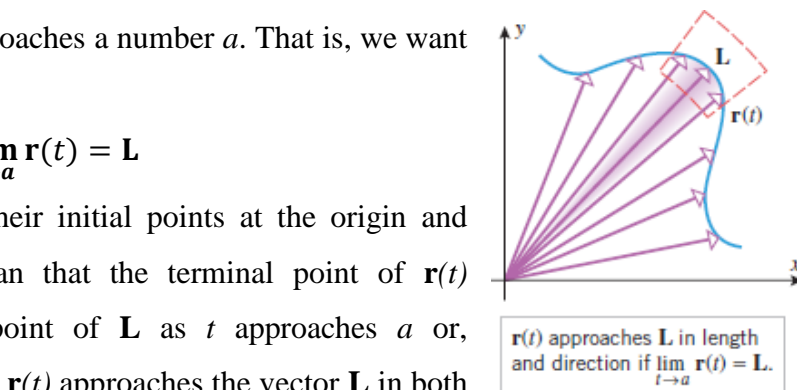 oaches a number a. That is, we want
r(t) = L
a
heir initial points at the origin and
an that the terminal point of r(t)
point of L as t approaches a or,
r(t) approaches the vector L in both
y
L
r(t)
x
r(t) approaches L in length
and direction if lim r(t) = L.
t→a